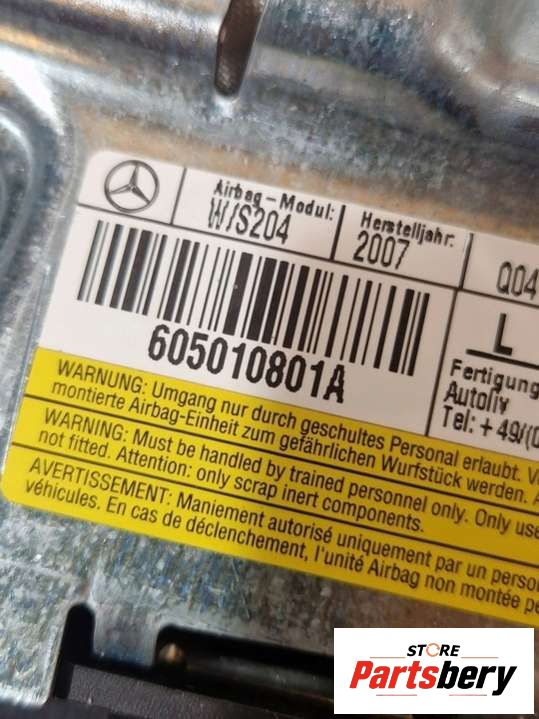 Airbag-Modul:
W/S204
Herstelljahr:
2007
Q04
605010801A
L
Fertigung
Autoliv
Tel: +49/(0
WARNUNG: Umgang nur durch geschultes Personal erlaubt.
montierte Airbag-Einheit zum gefährlichen Wurfstück werden.
WARNING: Must be handled by trained personnel only. Only use
not fitted. Attention: only scrap inert components.
AVERTISSEMENT: Maniement autorisé uniquement par un
véhicules. En cas de déclenchement, l'unité Airbag non montée
STORE
Partsbery